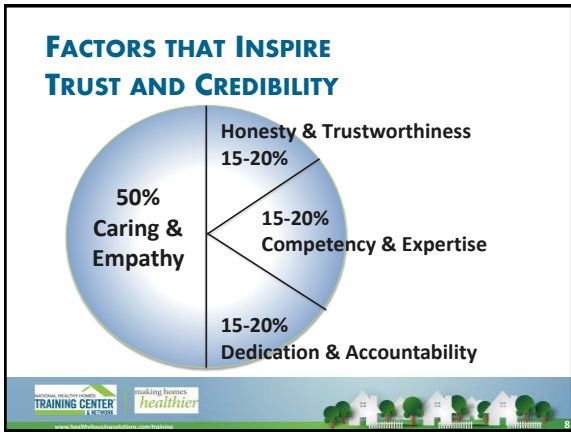 FACTORS THAT INSPIRE
TRUST AND CREDIBILITY
50%
Caring &
Empathy
Honesty & Trustworthiness
15-20%
15-20%
Competency & Expertise
15-20%
Dedication & Accountability
NATIONAL HEALTHY HOMES
TRAINING CENTER
& NETWORK
making homes
healthier
www.healthyhousingsolutions.com/training
8